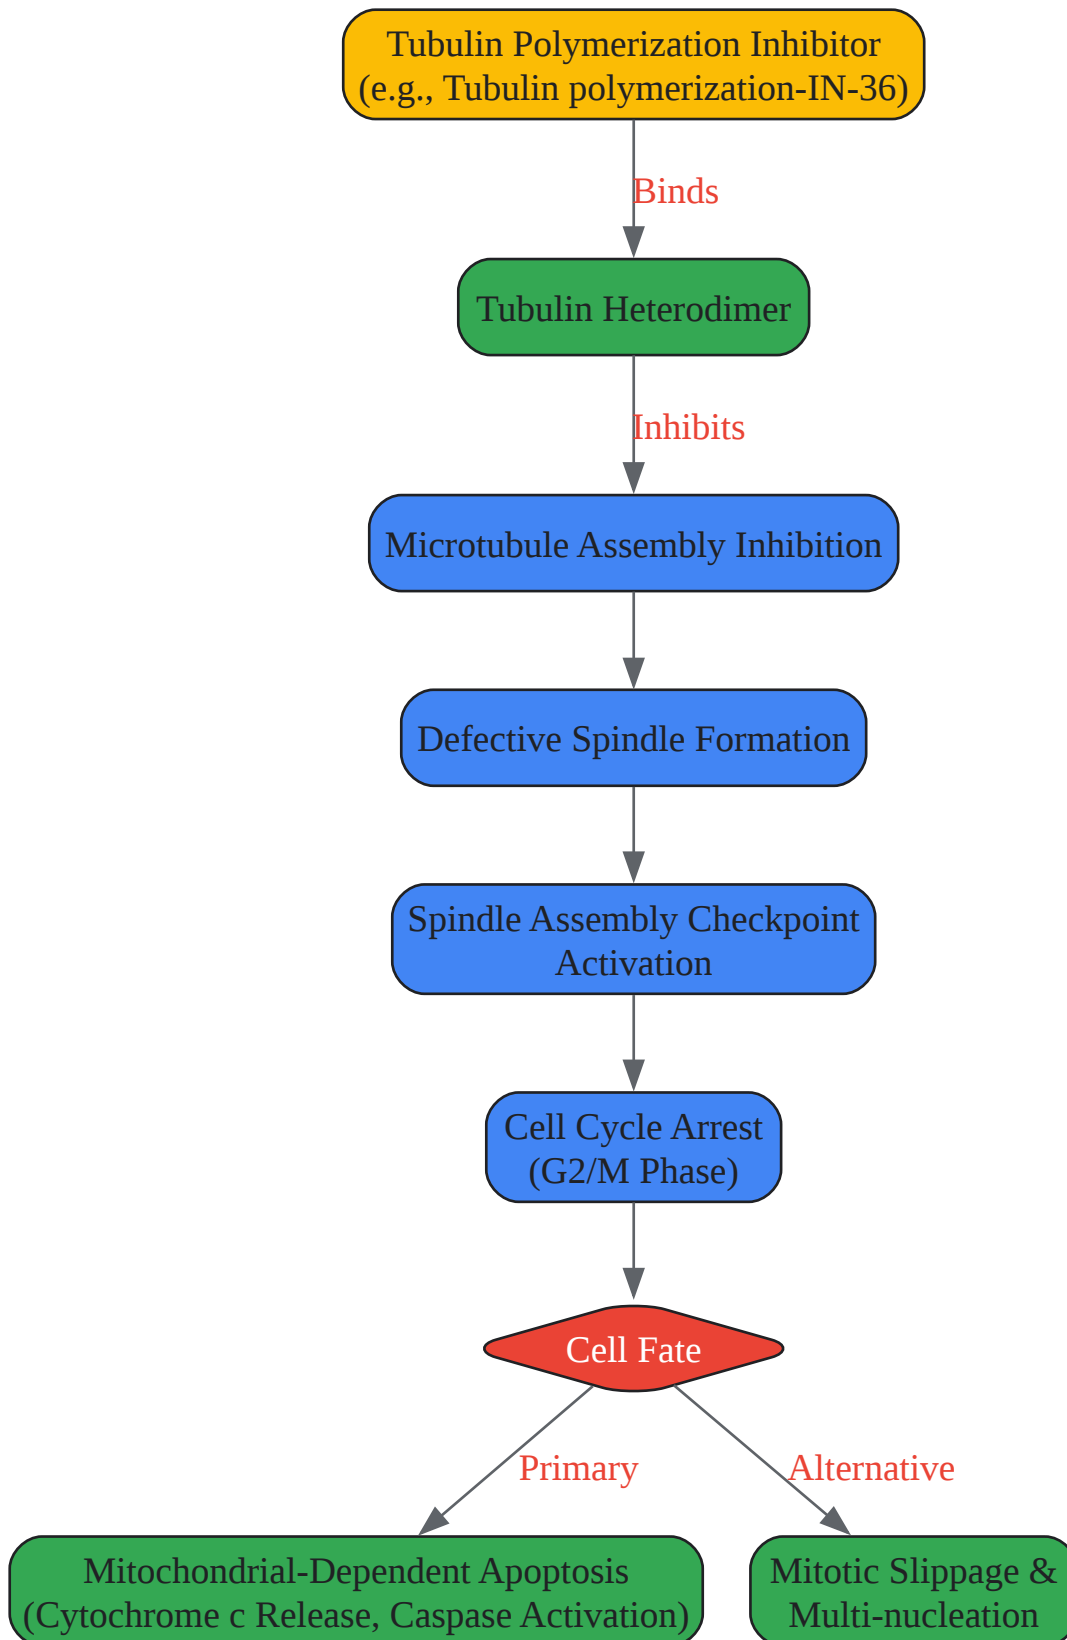 Tubulin Polymerization Inhibitor
(e.g., Tubulin polymerization-IN-36)
Binds
Tubulin Heterodimer
Inhibits
Microtubule Assembly Inhibition
Defective Spindle Formation
Spindle Assembly Checkpoint
Activation
Cell Cycle Arrest
(G2/M Phase)
Cell Fate
Primary
Alternative
Mitochondrial-Dependent Apoptosis
(Cytochrome c Release, Caspase Activation)
Mitotic Slippage &
Multi-nucleation